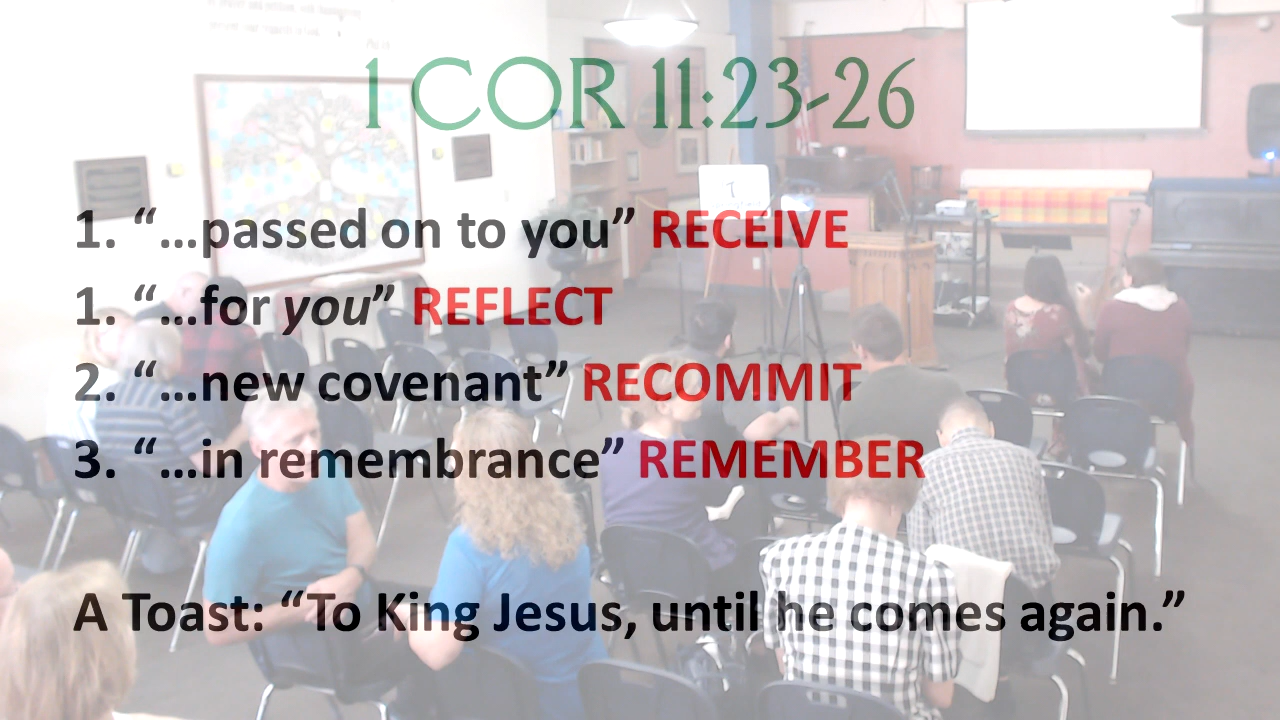 1 COR 11:23-26
1. “…passed on to you” RECEIVE
1. “…for you” REFLECT
2. “…new covenant” RECOMMIT
3. “…in remembrance” REMEMBER
A Toast: “To King Jesus, until he comes again.”